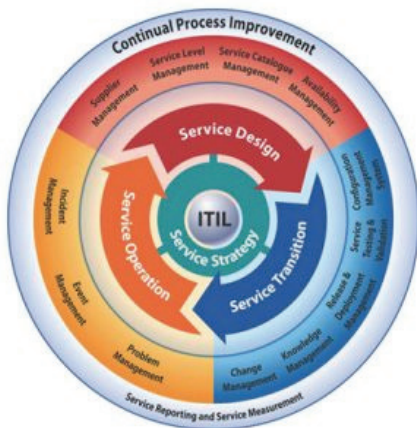 Continual Process Improvement
Supplier
Management
Service Level
Management
Service Catalogue
Management
Availability
Management
Service Design
Configuration
Management
System
Service
Testing &
Validation
Release &
Deployment
Management
Knowledge
Management
Change
Management
Service Transition
ITIL
Service Strategy
Service Operation
Incident
Management
Event
Management
Problem
Management
Service Reporting and Service Measurement